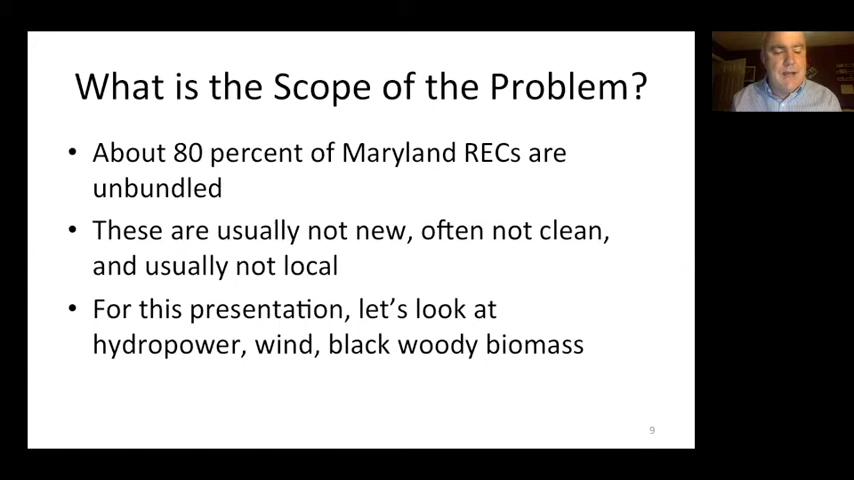 What is the Scope of the Problem?
• About 80 percent of Maryland RECs are
unbundled
• These are usually not new, often not clean,
and usually not local
• For this presentation, let's look at
hydropower, wind, black woody biomass
9